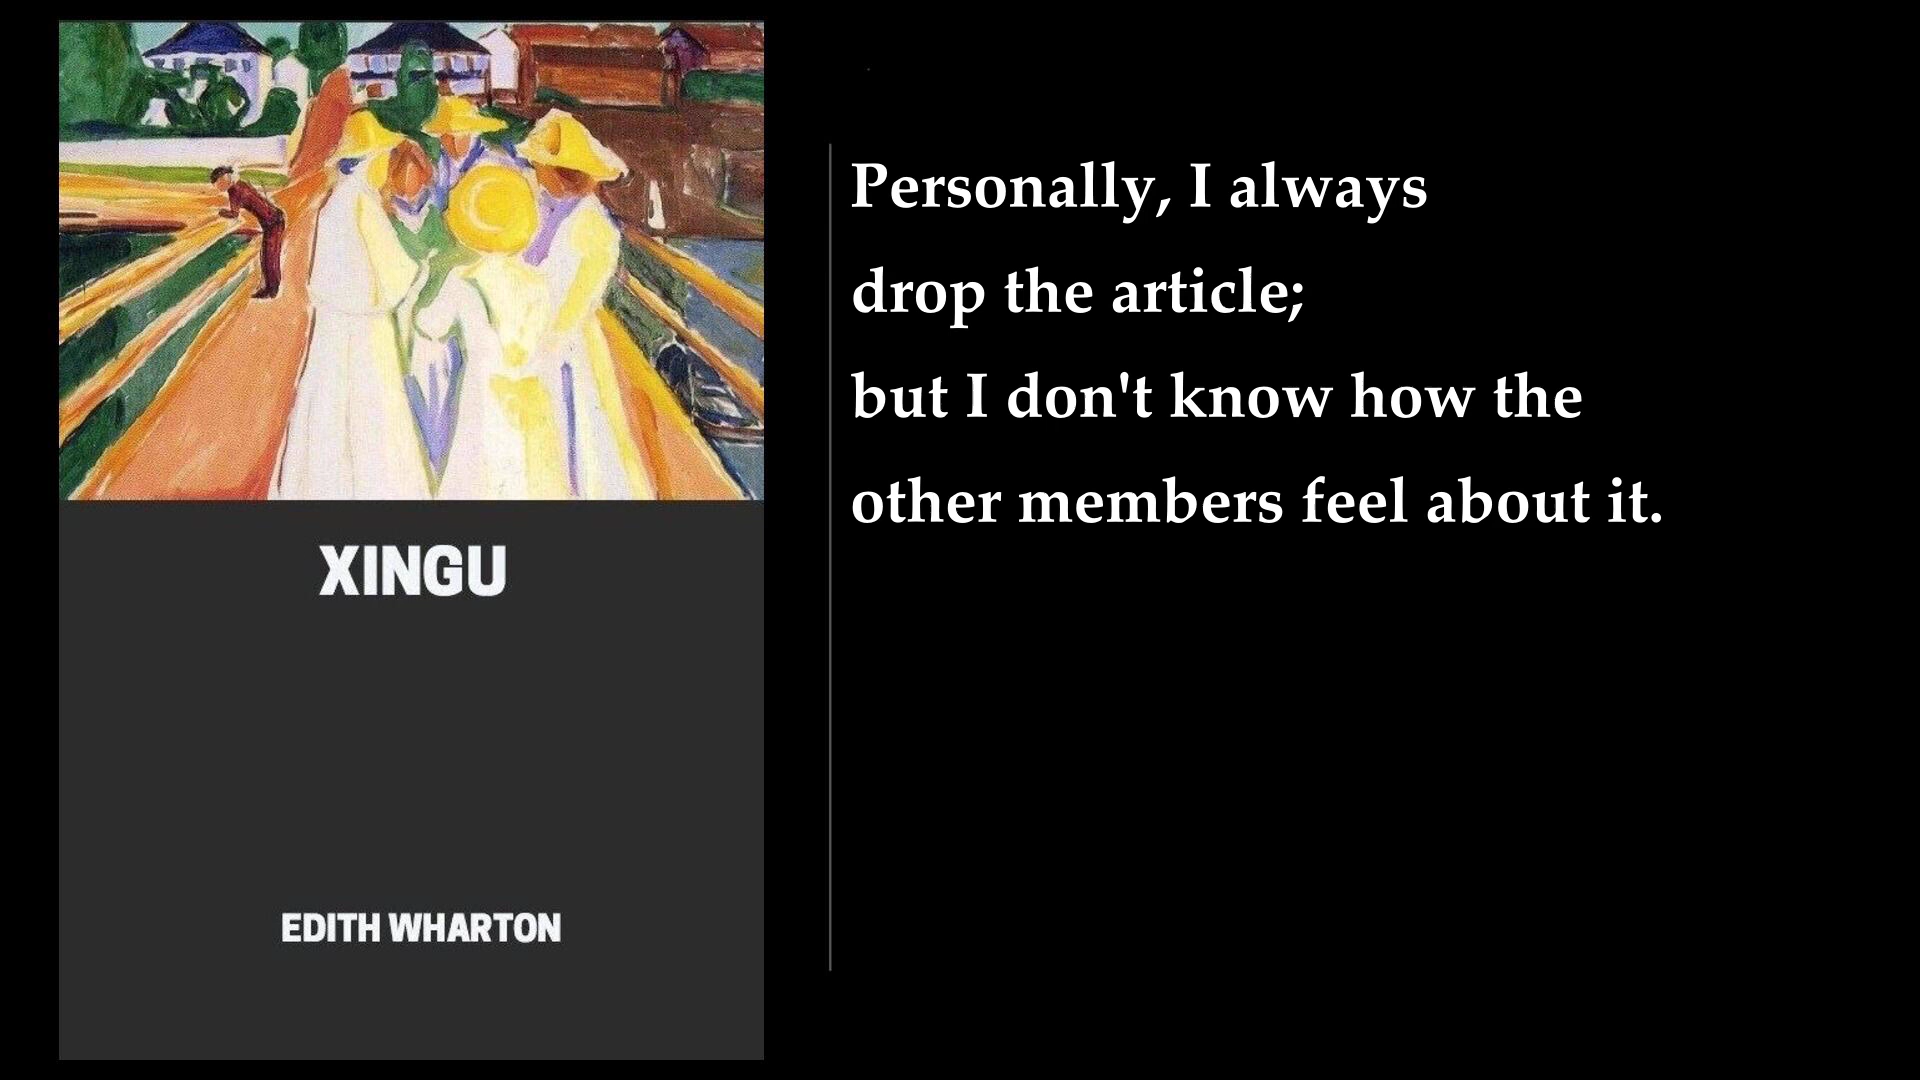 XINGU
EDITH WHARTON
Personally, I always
drop the article;
but I don't know how the
other members feel about it.